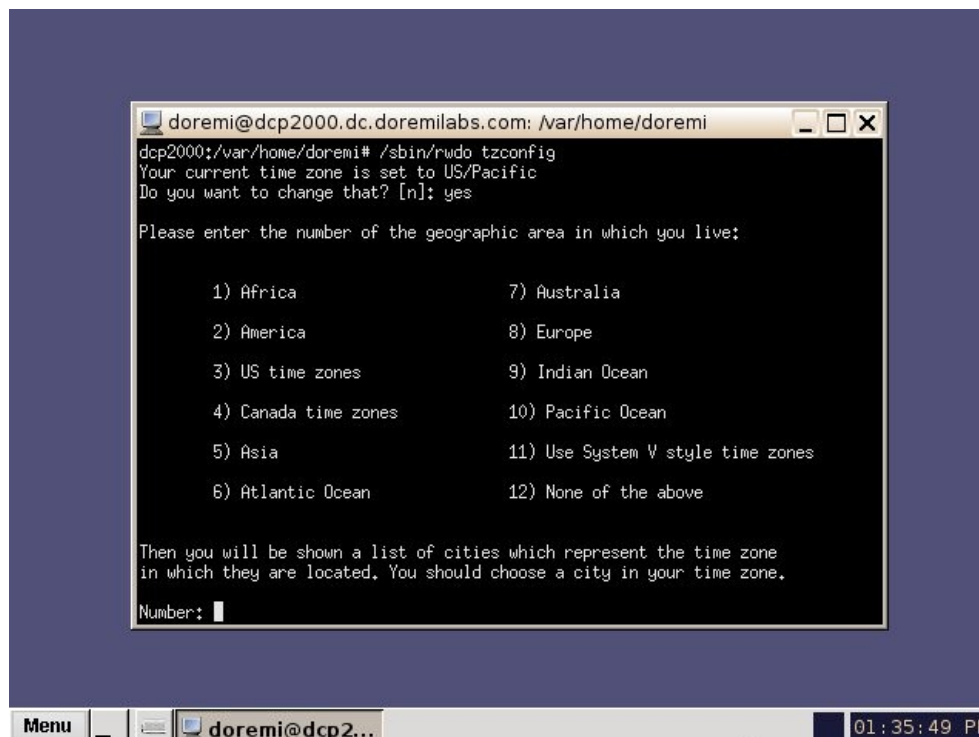 doremi@dcp2000.dc.doremilabs.com: /var/home/doremi
dcp2000:/var/home/doremi# /sbin/rwdo tzconfig
Your current time zone is set to US/Pacific
Do you want to change that? [n]: yes
Please enter the number of the geographic area in which you live:
1) Africa 7) Australia
2) America 8) Europe
3) US time zones 9) Indian Ocean
4) Canada time zones 10) Pacific Ocean
5) Asia 11) Use System V style time zones
6) Atlantic Ocean 12) None of the above
Then you will be shown a list of cities which represent the time zone
in which they are located. You should choose a city in your time zone.
Number:
Menu doremi@dcp2... 01:35:49 P